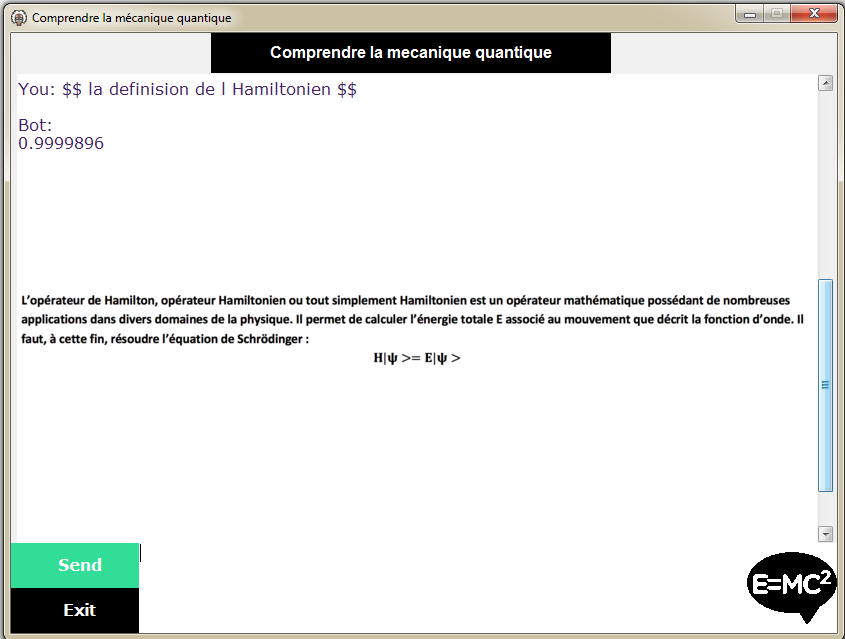 Comprendre la mécanique quantique
Comprendre la mecanique quantique
You: $$ la definision de l Hamiltonien $$
Bot:
0.9999896
L'opérateur de Hamilton, opérateur Hamiltonien ou tout simplement Hamiltonien est un opérateur mathématique possédant de nombreuses
applications dans divers domaines de la physique. Il permet de calculer l'énergie totale E associé au mouvement que décrit la fonction d'onde. Il
faut, à cette fin, résoudre l'équation de Schrödinger :
H|ψ >= E|ψ >
Send
Exit
E=MC²